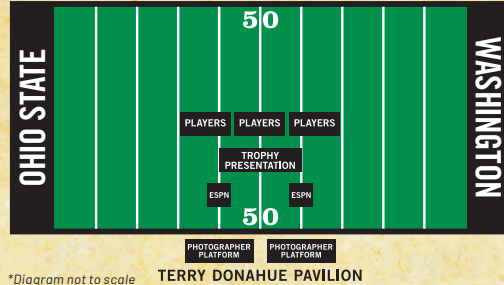 50
OHIO STATE
WASHINGTON
PLAYERS PLAYERS PLAYERS
TROPHY
PRESENTATION
ESPN ESPN
50
PHOTOGRAPHER
PLATFORM
PHOTOGRAPHER
PLATFORM
*Diagram not to scale
TERRY DONAHUE PAVILION